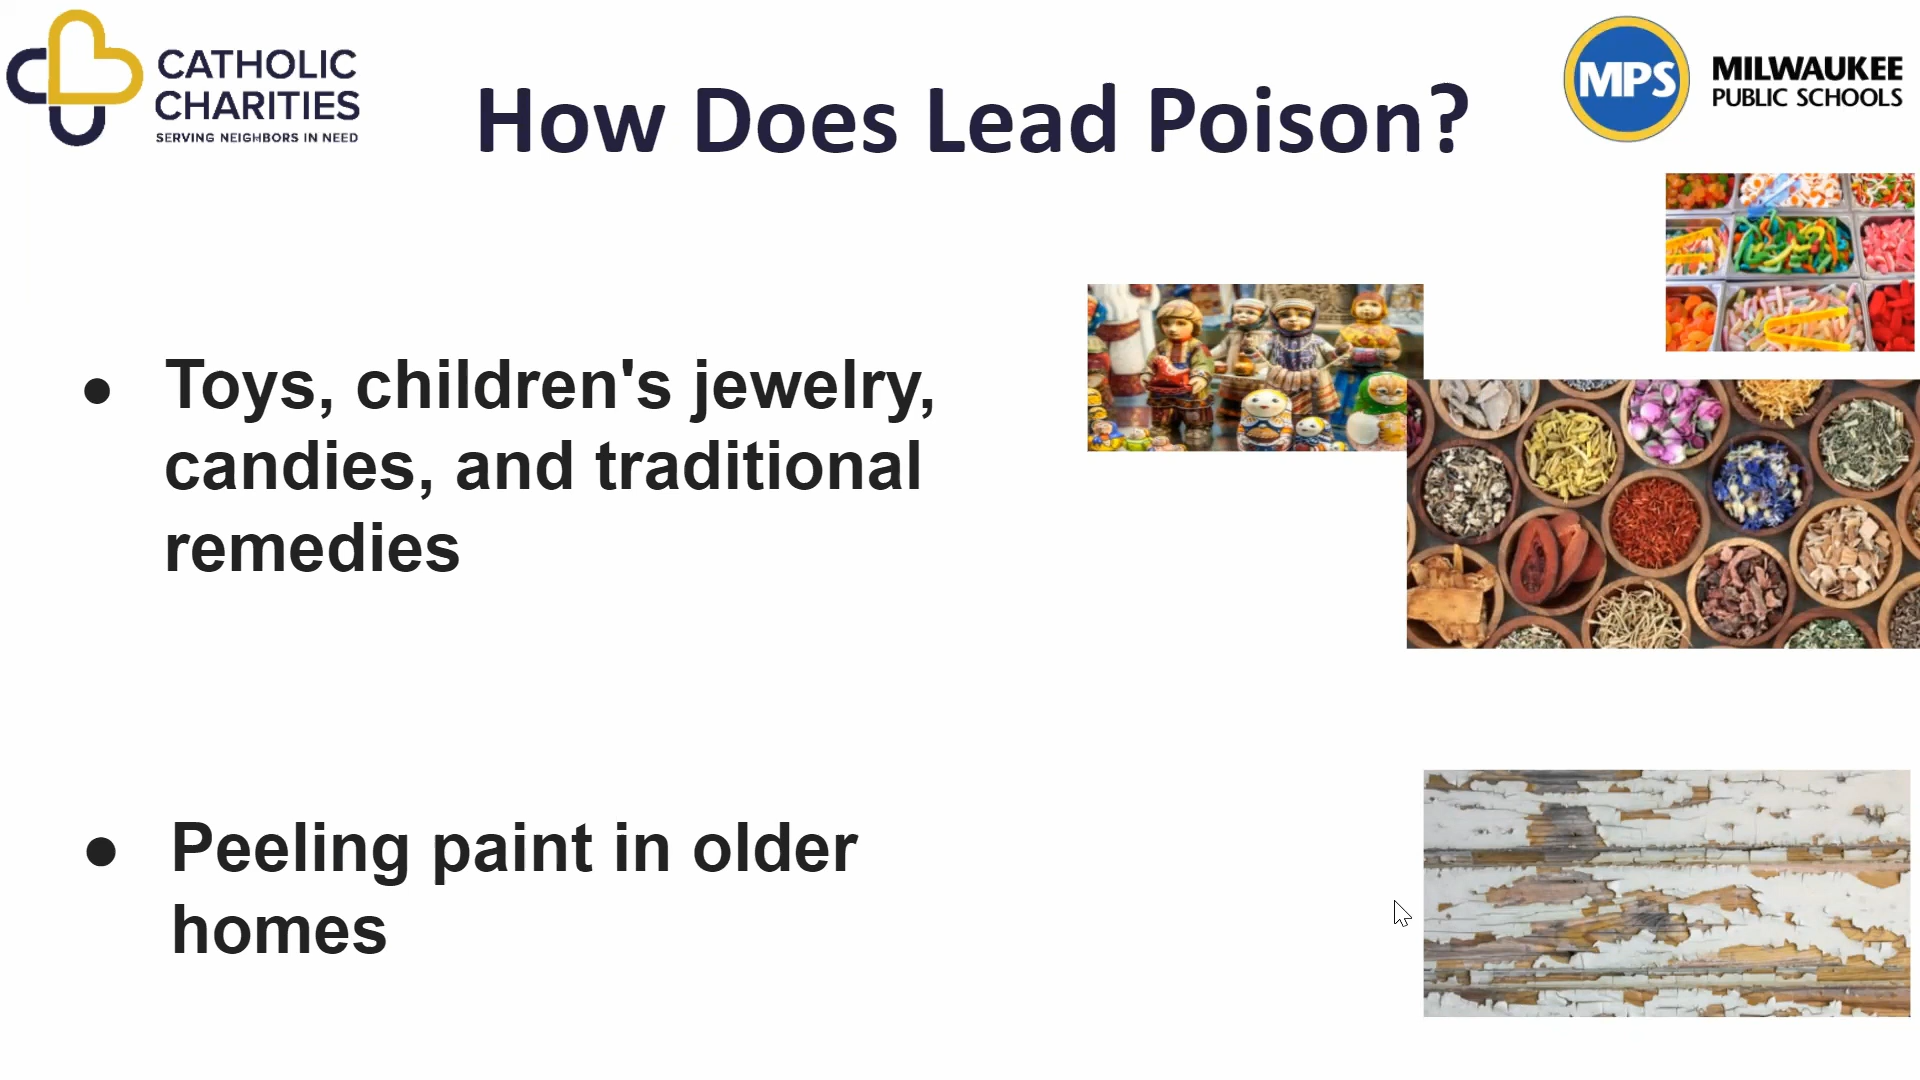 CATHOLIC
CHARITIES
SERVING NEIGHBORS IN NEED
How Does Lead Poison?
MPS
MILWAUKEE
PUBLIC SCHOOLS
● Toys, children's jewelry,
candies, and traditional
remedies
● Peeling paint in older
homes